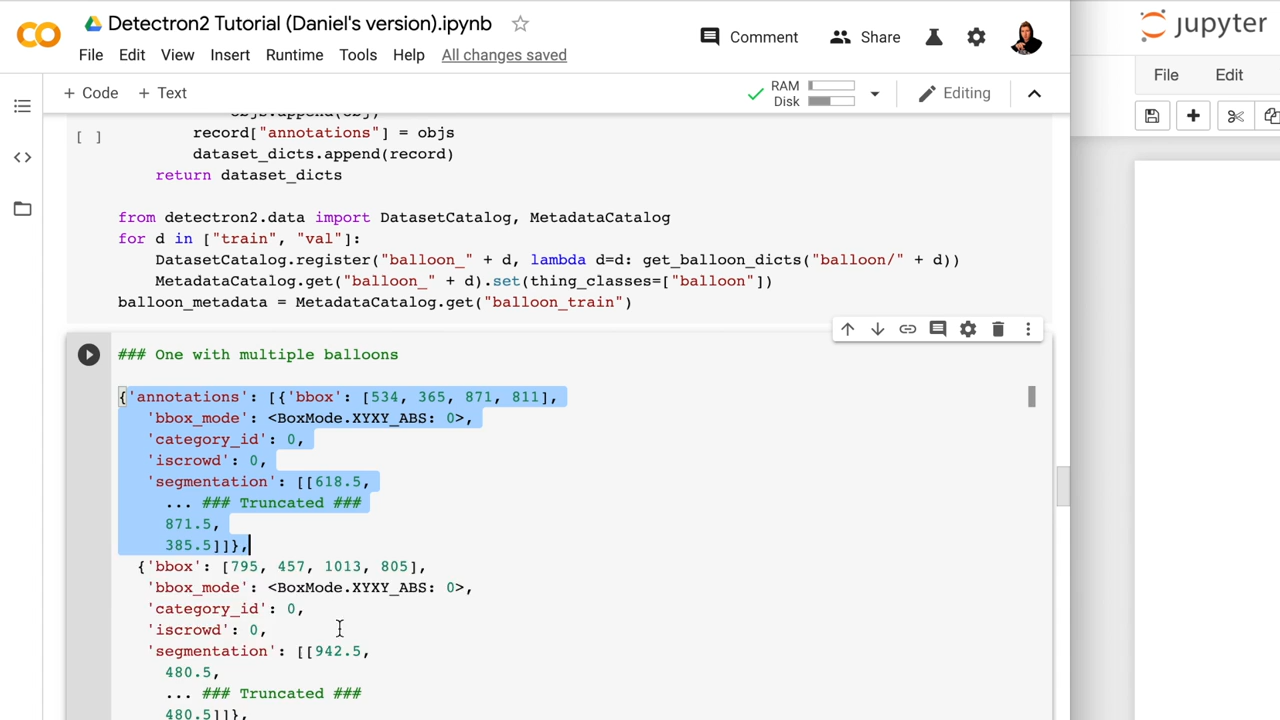 Detectron2 Tutorial (Daniel's version).ipynb
File Edit View Insert Runtime Tools Help All changes saved
Comment Share
+ Code + Text
RAM
Disk
Editing
jupyter
File Edit
objs.append(obj)
[ ] record["annotations"] = objs
dataset_dicts.append(record)
return dataset_dicts
from detectron2.data import DatasetCatalog, MetadataCatalog
for d in ["train", "val"]:
DatasetCatalog.register("balloon_" + d, lambda d=d: get_balloon_dicts("balloon/" + d))
MetadataCatalog.get("balloon_" + d).set(thing_classes=["balloon"])
balloon_metadata = MetadataCatalog.get("balloon_train")
### One with multiple balloons
{'annotations': [{'bbox': [534, 365, 871, 811],
'bbox_mode': <BoxMode.XYXY_ABS: 0>,
'category_id': 0,
'iscrowd': 0,
'segmentation': [[618.5,
... ### Truncated ###
871.5,
385.5]]},
{'bbox': [795, 457, 1013, 805],
'bbox_mode': <BoxMode.XYXY_ABS: 0>,
'category_id': 0,
'iscrowd': 0,
'segmentation': [[942.5,
480.5,
... ### Truncated ###
480.5]]},